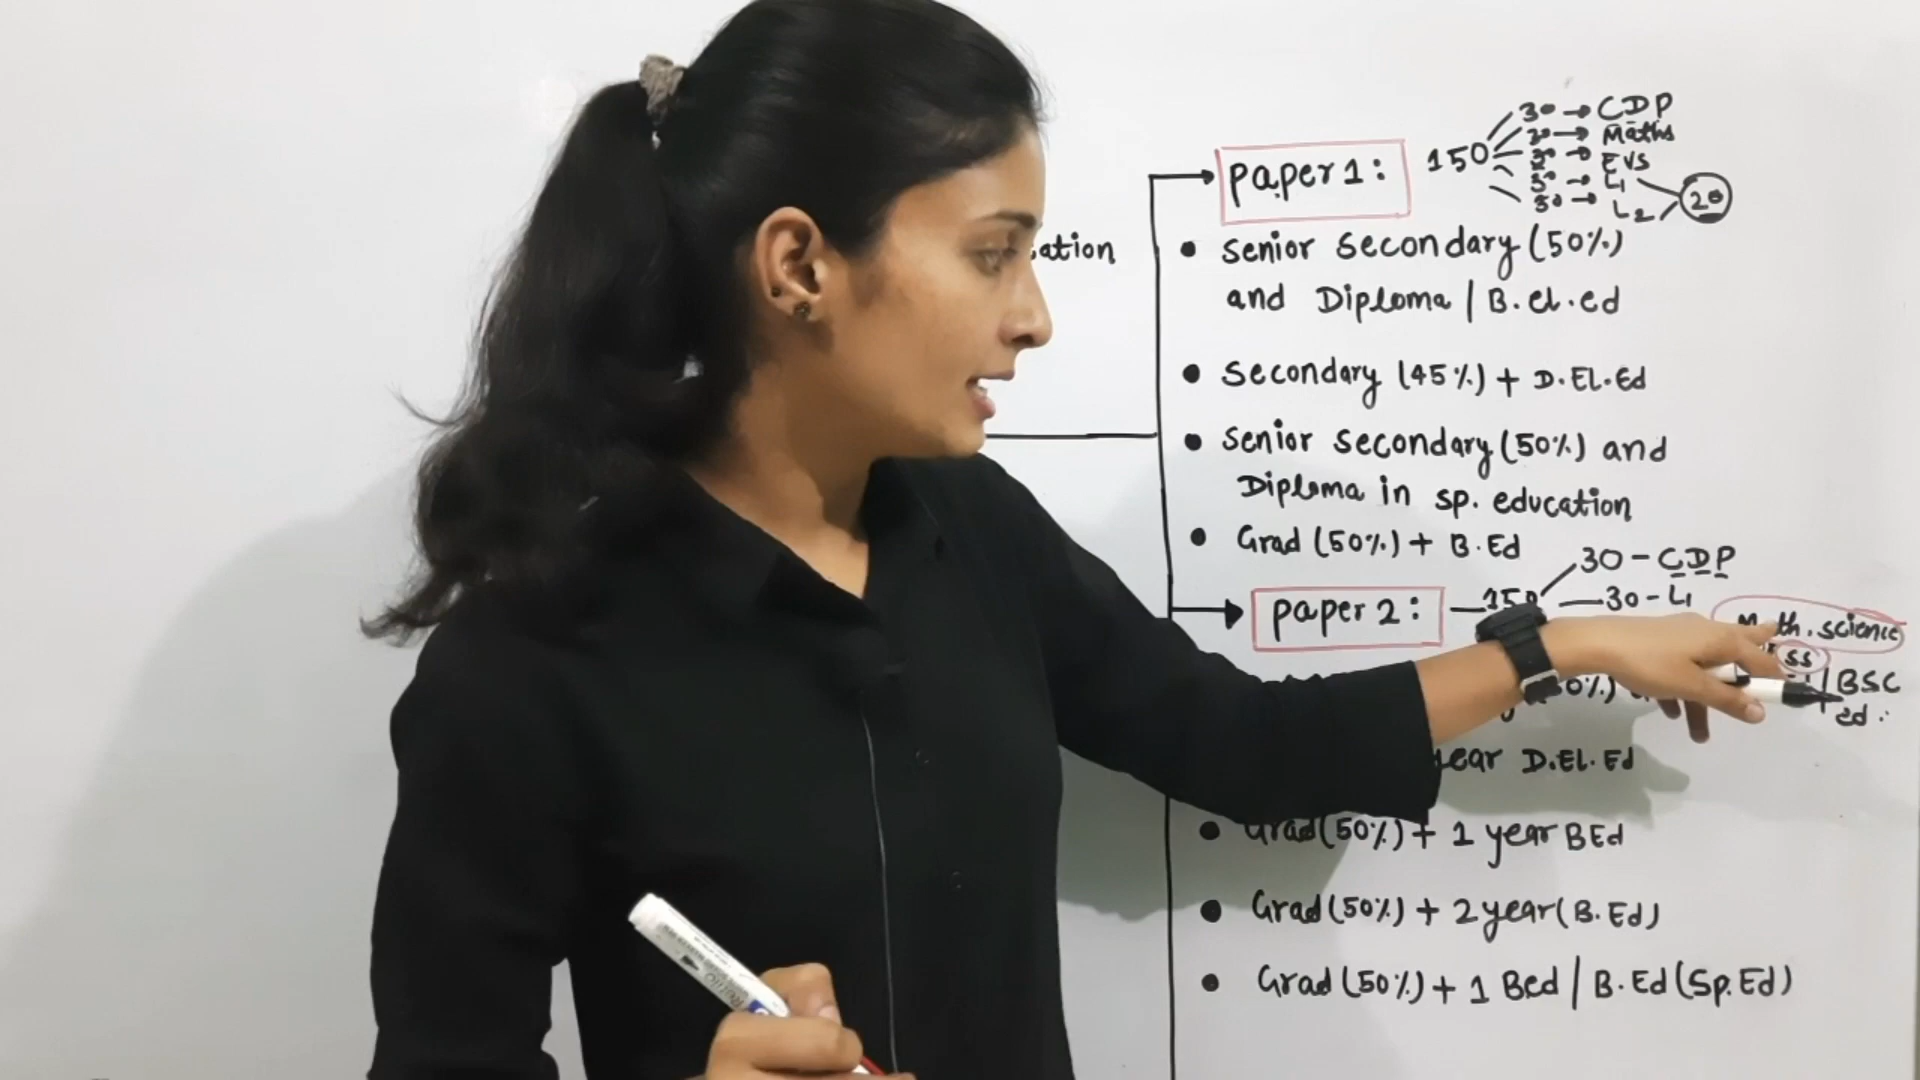 ation
paper 1:
150
30 → CDP
30 → Maths
30 → EVS
30 → L1
30 → L2
20
• Senior Secondary (50%)
and Diploma | B.el.ed
• Secondary (45%) + D.El.Ed
• Senior Secondary (50%) and
Diploma in sp. education
• Grad (50%) + B.Ed
paper 2: — 150
30 - CDP
30 - L1
Math.science
SS
| BSC
ed.
50%)
year D.El.Ed
• Grad (50%) + 1 year BEd
• Grad (50%) + 2 year (B.Ed)
• Grad (50%) + 1 Bed | B.Ed (Sp.Ed)